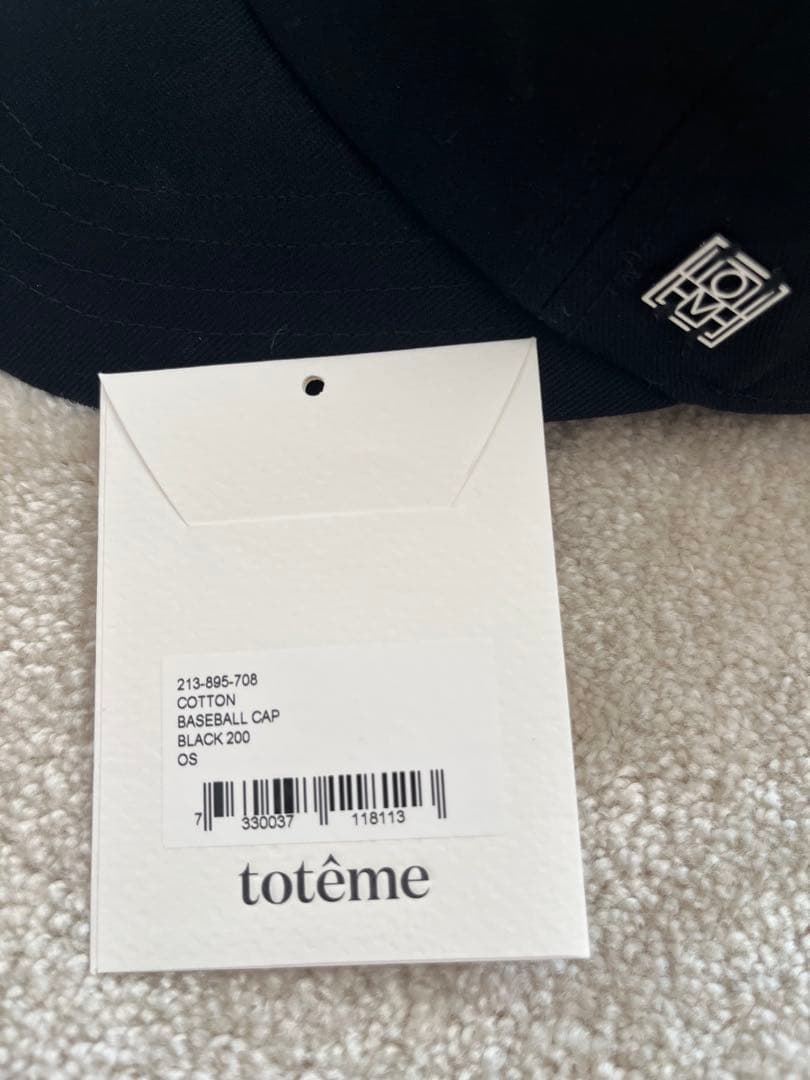 213-895-708
COTTON
BASEBALL CAP
BLACK 200
OS
7 330037 118113
totême